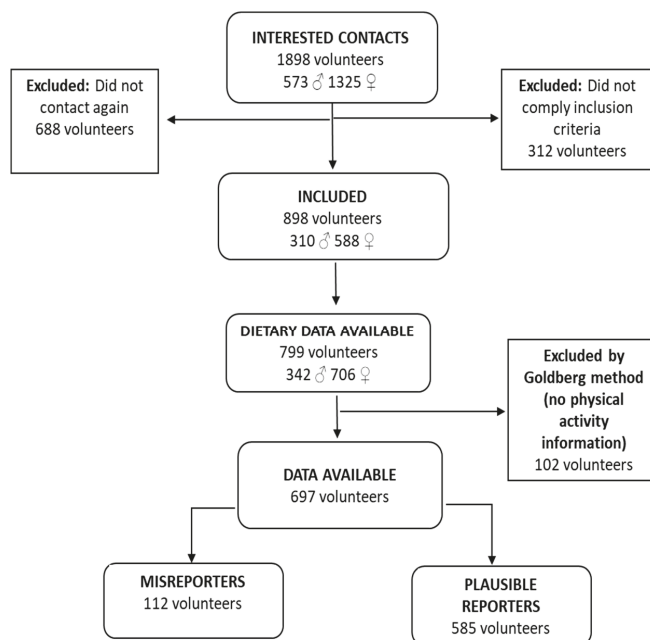 INTERESTED CONTACTS
1898 volunteers
573 ♂ 1325 ♀
Excluded: Did not
contact again
688 volunteers
Excluded: Did not
comply inclusion
criteria
312 volunteers
INCLUDED
898 volunteers
310 ♂ 588 ♀
DIETARY DATA AVAILABLE
799 volunteers
342 ♂ 706 ♀
Excluded by
Goldberg method
(no physical
activity
information)
102 volunteers
DATA AVAILABLE
697 volunteers
MISREPORTERS
112 volunteers
PLAUSIBLE
REPORTERS
585 volunteers